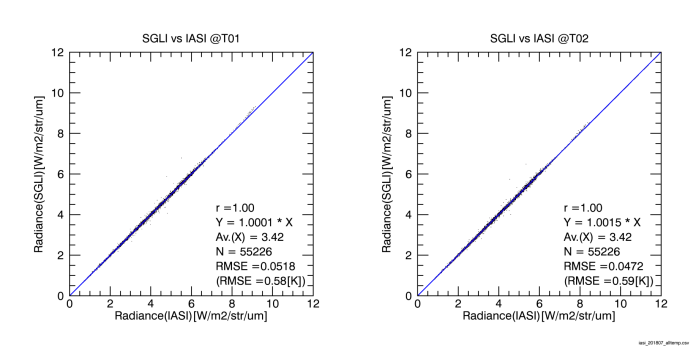 SGLI vs IASI @T01
12
10
8
6
4
2
0
0 2 4 6 8 10 12
Radiance(SGLI)[W/m2/str/um]
Radiance(IASI)[W/m2/str/um]
r =1.00
Y = 1.0001 * X
Av.(X) = 3.42
N = 55226
RMSE =0.0518
(RMSE =0.58[K])
SGLI vs IASI @T02
12
10
8
6
4
2
0
0 2 4 6 8 10 12
Radiance(SGLI)[W/m2/str/um]
Radiance(IASI)[W/m2/str/um]
r =1.00
Y = 1.0015 * X
Av.(X) = 3.42
N = 55226
RMSE =0.0472
(RMSE =0.59[K])
iasi_201807_alltemp.csv